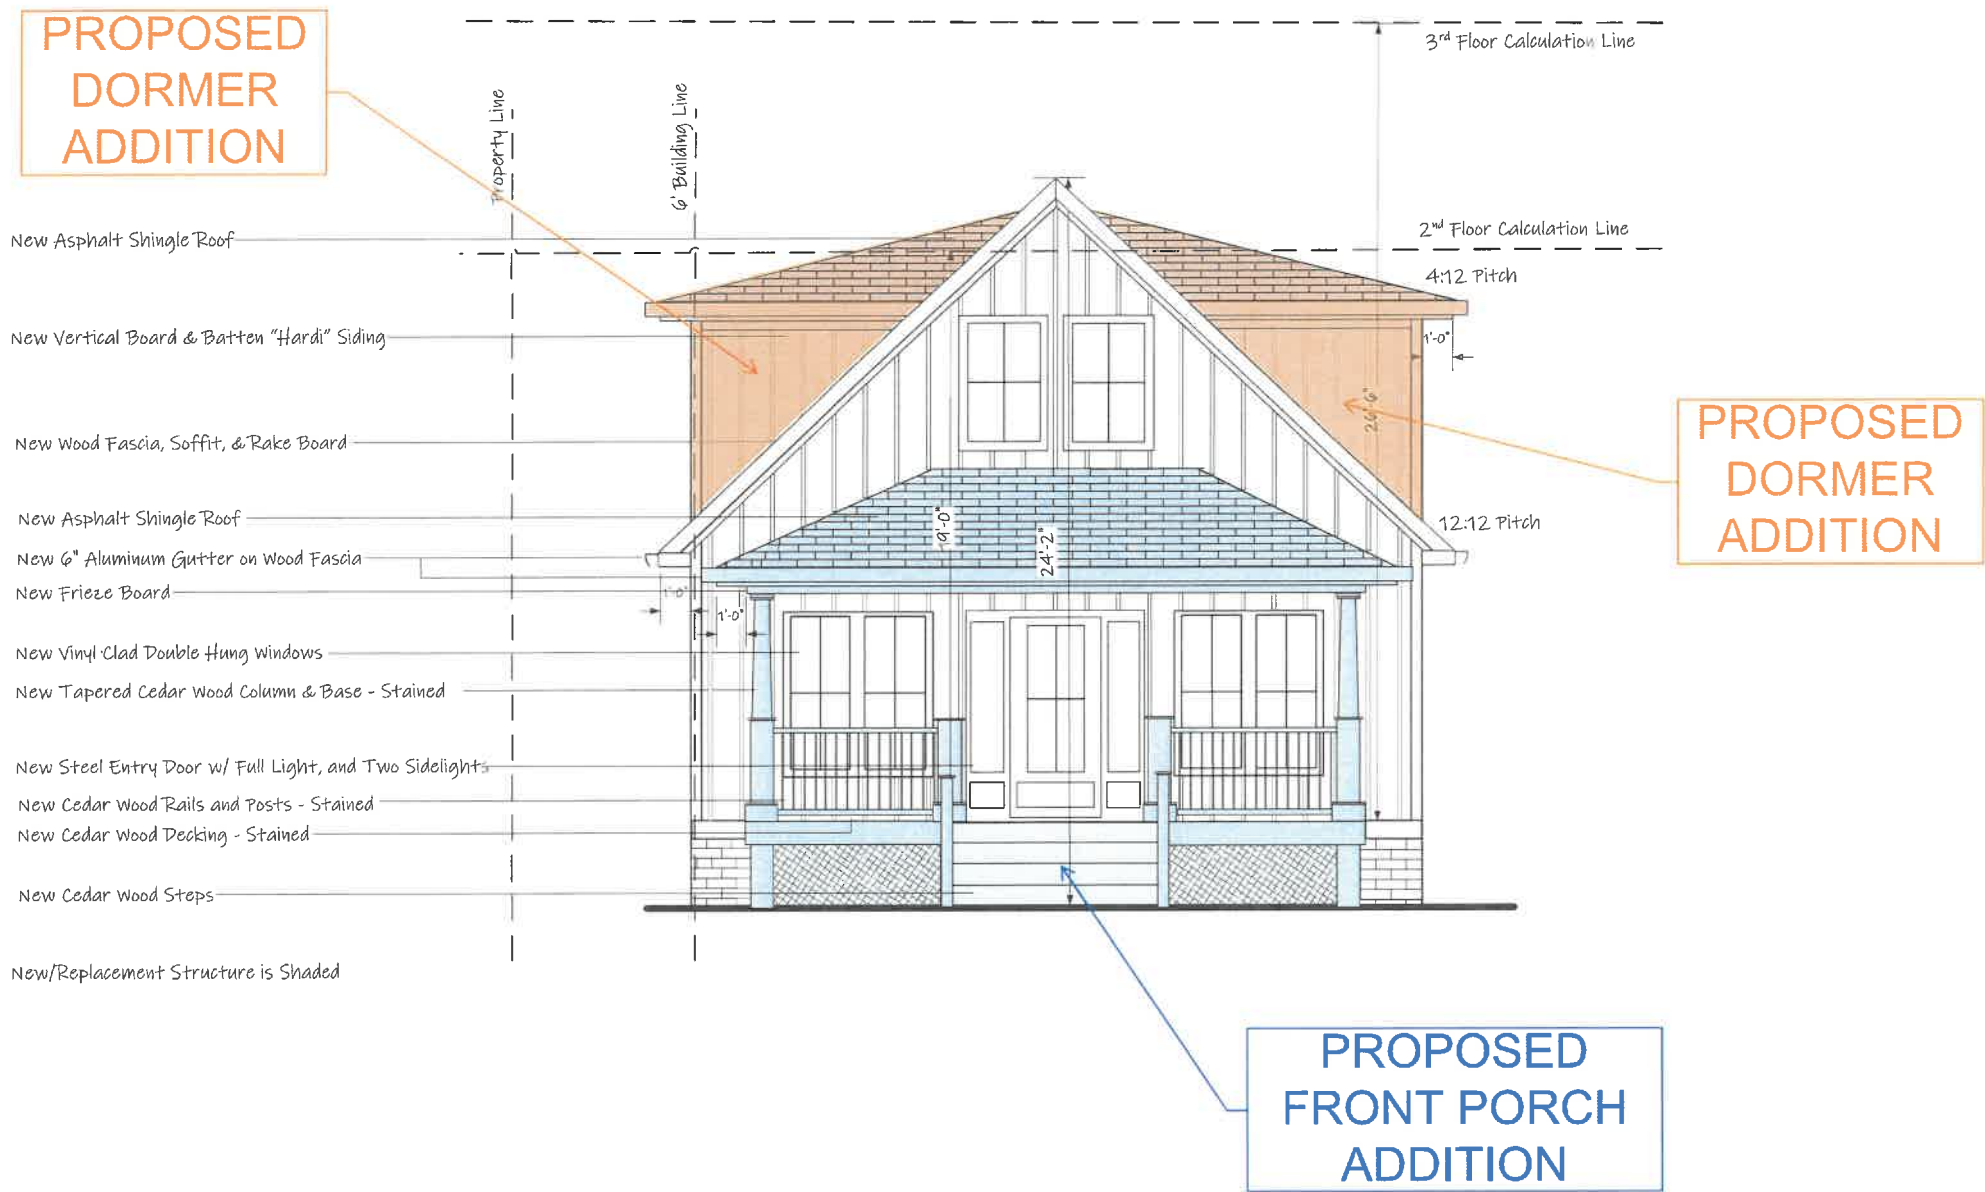 PROPOSED
DORMER
ADDITION
3rd Floor Calculation Line
Property Line
6' Building Line
New Asphalt Shingle Roof
2nd Floor Calculation Line
4:12 Pitch
New Vertical Board & Batten "Hardi" Siding
1'-0"
26'-6"
New Wood Fascia, Soffit, & Rake Board
PROPOSED
DORMER
ADDITION
New Asphalt Shingle Roof
19'-0"
24'-2"
12:12 Pitch
New 6" Aluminum Gutter on Wood Fascia
New Frieze Board
1'-0"
1'-0"
New Vinyl Clad Double Hung Windows
New Tapered Cedar Wood Column & Base - Stained
New Steel Entry Door w/ Full Light, and Two Sidelights
New Cedar Wood Rails and Posts - Stained
New Cedar Wood Decking - Stained
New Cedar Wood Steps
New/Replacement Structure is Shaded
PROPOSED
FRONT PORCH
ADDITION